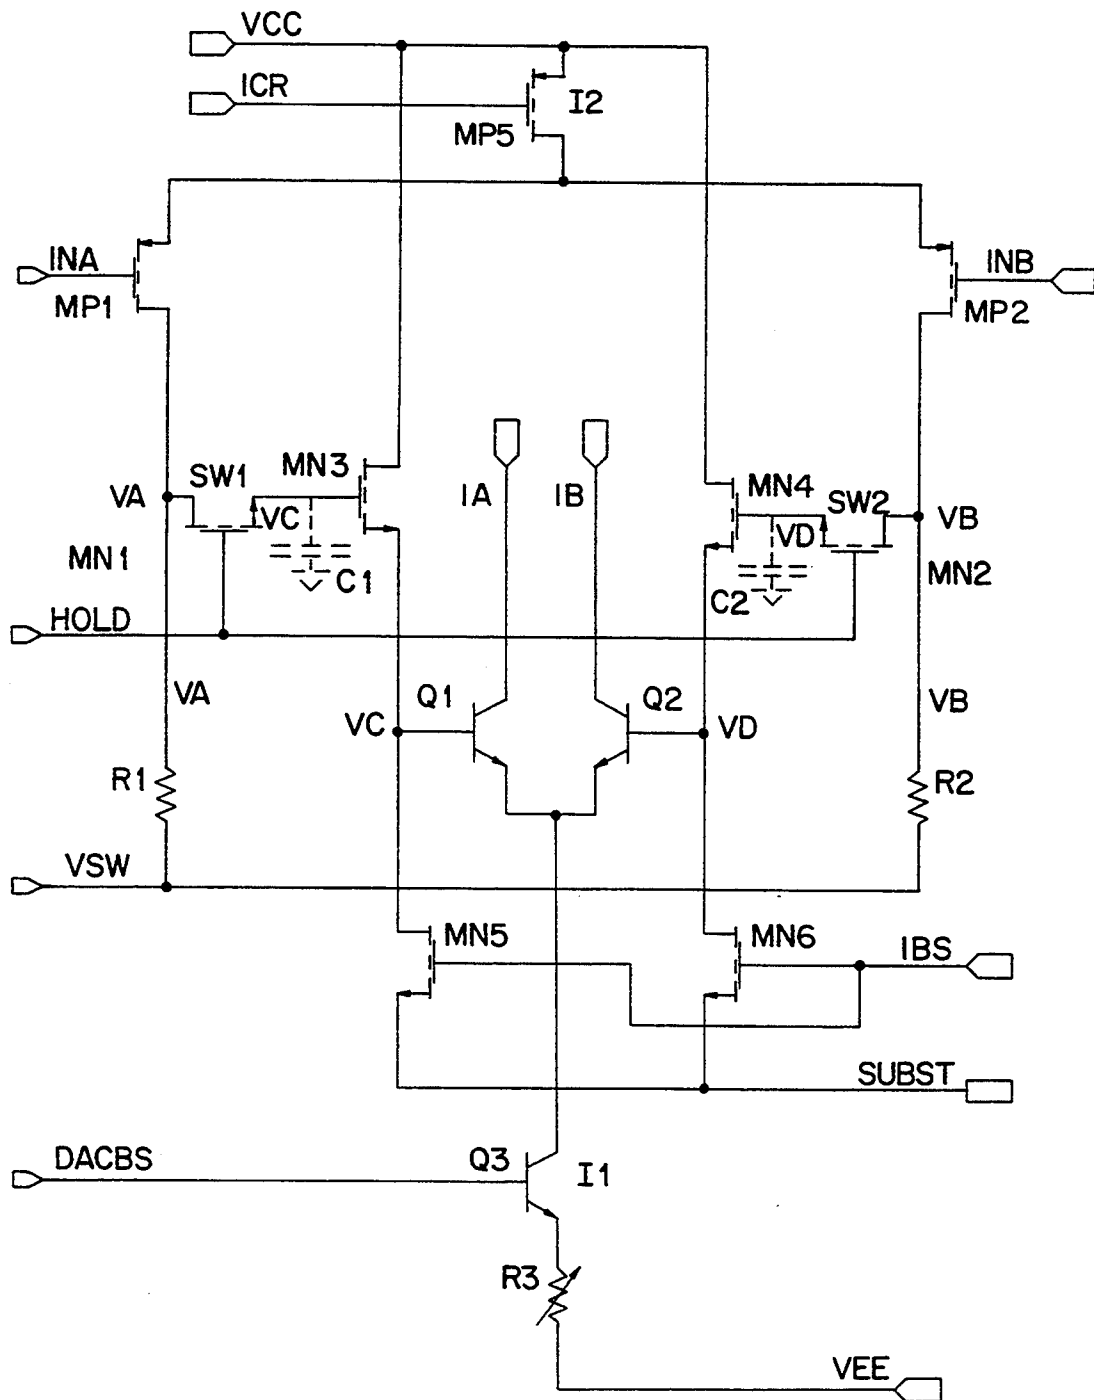 VCC
ICR
I2
MP5
INA
INB
MP1
MP2
MN3
SW1
IA
IB
MN4
SW2
VA
VC
VD
VB
MN1
C1
C2
MN2
HOLD
VA
Q1
Q2
VB
VC
VD
R1
R2
VSW
MN5
MN6
IBS
SUBST
DACBS
Q3
I1
R3
VEE